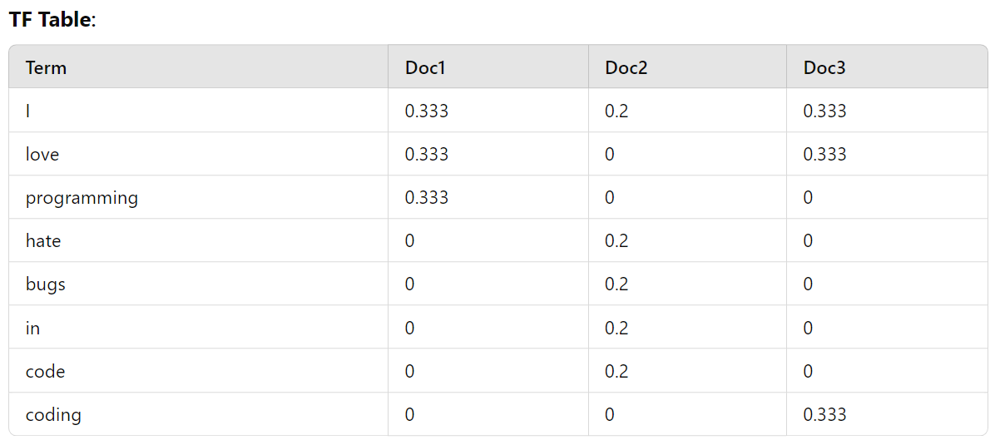 TF Table:
Term Doc1 Doc2 Doc3
I 0.333 0.2 0.333
love 0.333 0 0.333
programming 0.333 0 0
hate 0 0.2 0
bugs 0 0.2 0
in 0 0.2 0
code 0 0.2 0
coding 0 0 0.333